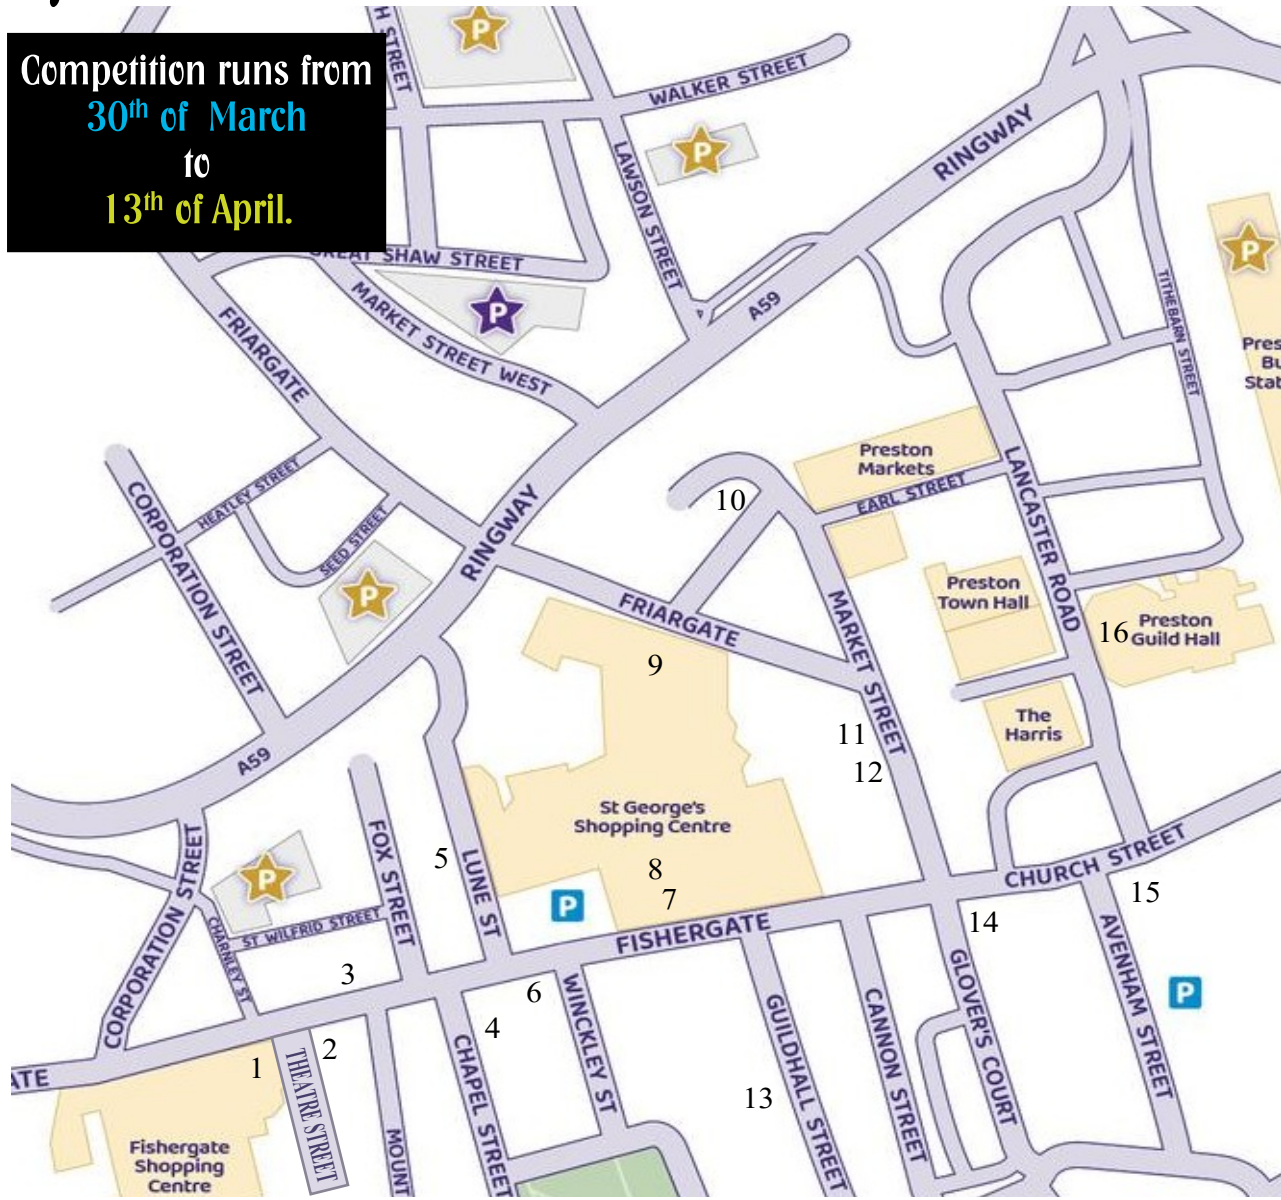 Competition runs from
30th of March
to
13th of April.
H STREET
P
WALKER STREET
P
LAWSON STREET
RINGWAY
P
GREAT SHAW STREET
P
MARKET STREET WEST
A59
TITHEBARN STREET
FRIARGATE
Pres
Bu
Stat
Preston
Markets
EARL STREET
LANCASTER ROAD
HEATLEY STREET
CORPORATION STREET
SEED STREET
P
RINGWAY
10
FRIARGATE
MARKET STREET
Preston
Town Hall
16
Preston
Guild Hall
9
The
Harris
11
12
A59
St George's
Shopping Centre
FOX STREET
5
LUNE ST
8
7
P
CHURCH STREET
15
P
CORPORATION STREET
CHARNLEY ST
ST WILFRID STREET
FISHERGATE
14
3
6
WINCKLEY ST
GUILDHALL STREET
CANNON STREET
GLOVER'S COURT
AVENHAM STREET
P
4
2
1
THEATRE STREET
CHAPEL STREET
13
ATE
MOUNT
Fishergate
Shopping
Centre